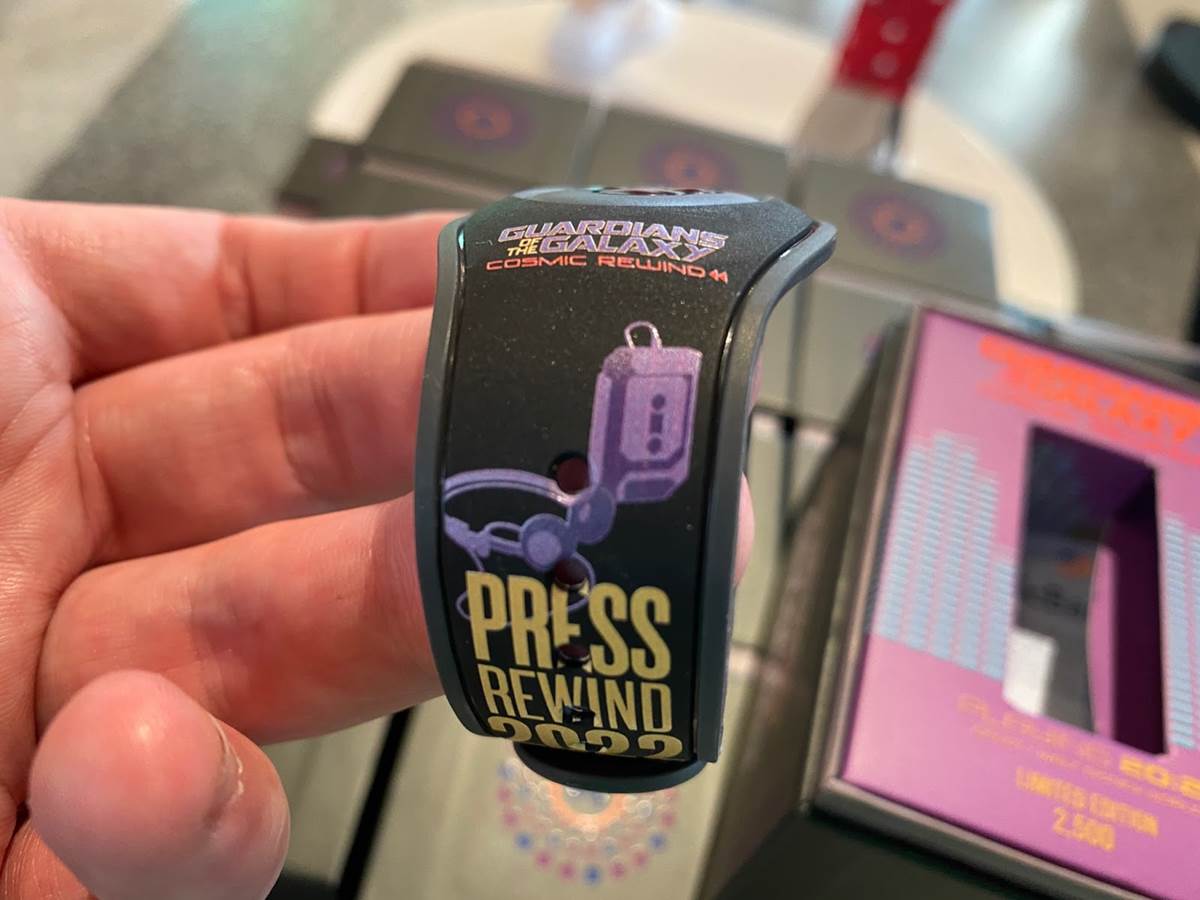 GUARDIANS
OF
THE GALAXY
COSMIC REWIND
PRESS
REWIND
2022
LIMITED EDITION
2,500